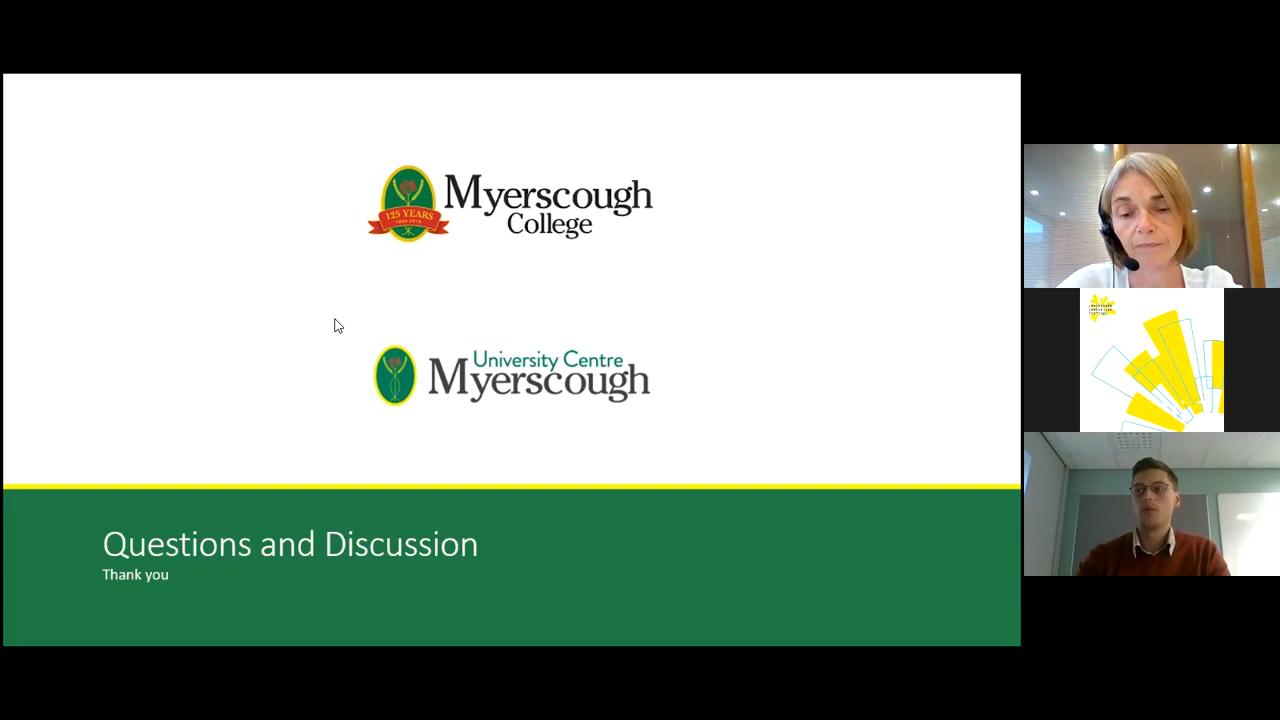 Myerscough
College
125 YEARS
University Centre
Myerscough
Questions and Discussion
Thank you